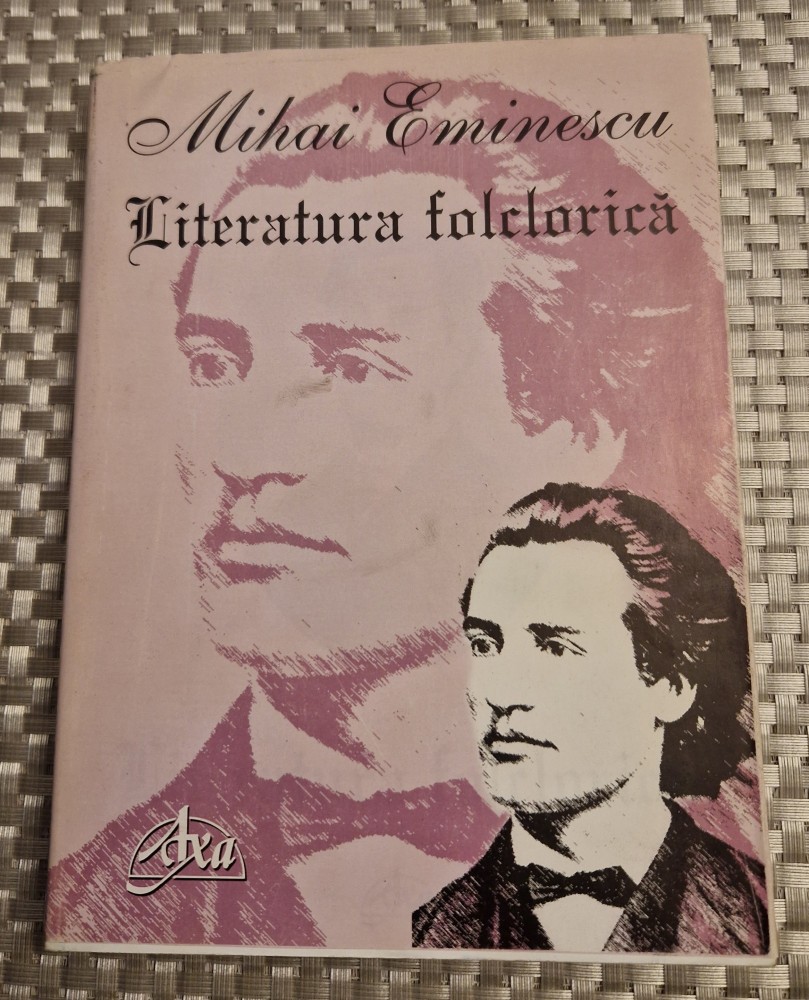 Mihai Eminescu
Literatura folclorică
Axa